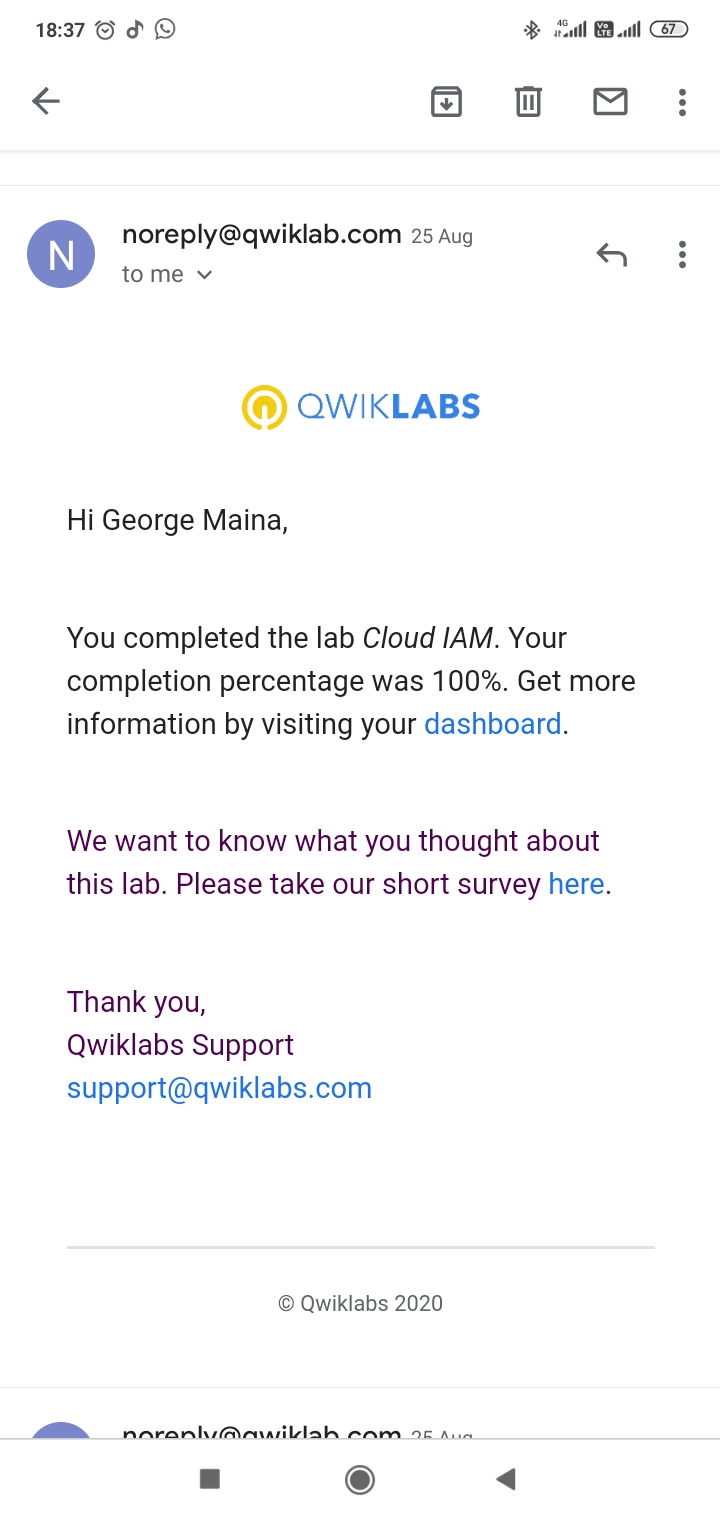 18:37
4G
Vo
LTE
67
N
noreply@qwiklab.com 25 Aug
to me
QWIKLABS
Hi George Maina,
You completed the lab Cloud IAM. Your
completion percentage was 100%. Get more
information by visiting your dashboard.
We want to know what you thought about
this lab. Please take our short survey here.
Thank you,
Qwiklabs Support
support@qwiklabs.com
© Qwiklabs 2020
noreply@qwiklab.com 25 Aug